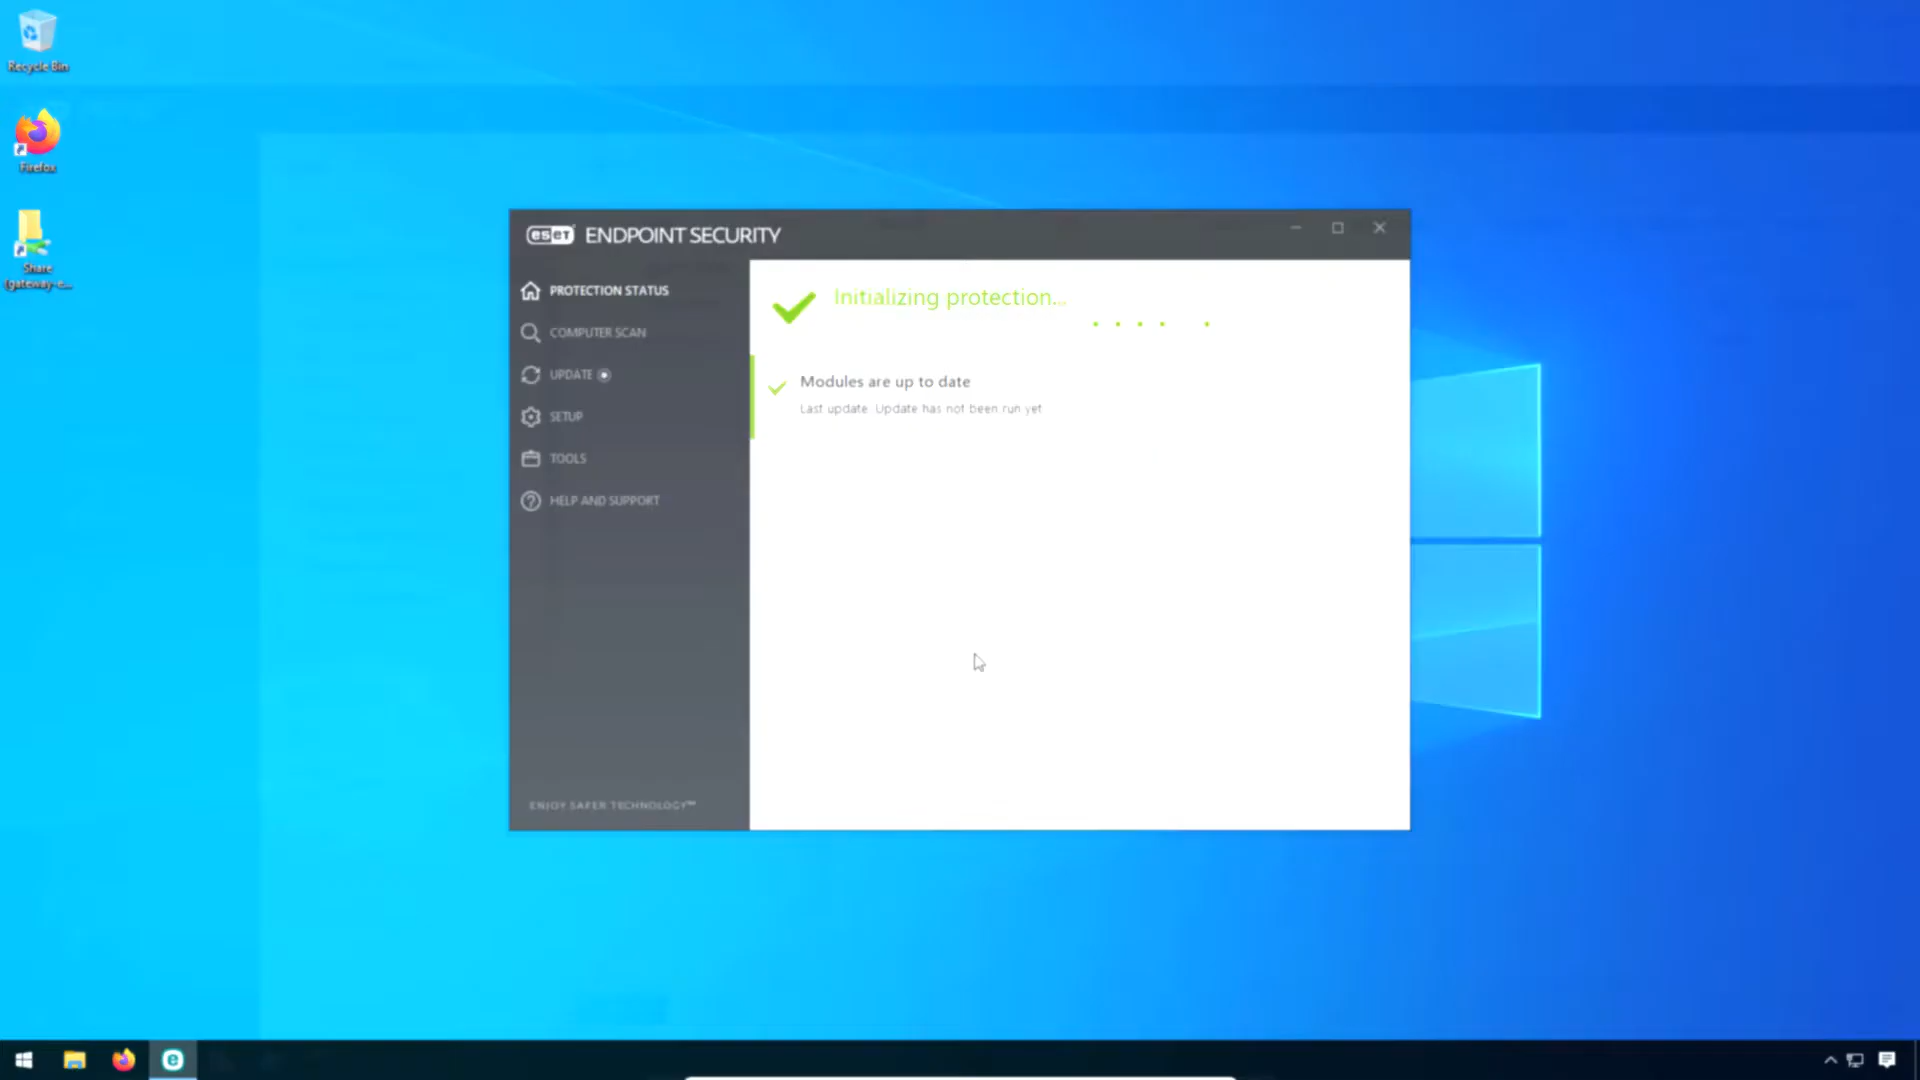 Recycle Bin
Firefox
Share
(gateway-e...
eset ENDPOINT SECURITY
PROTECTION STATUS
COMPUTER SCAN
UPDATE
SETUP
TOOLS
HELP AND SUPPORT
ENJOY SAFER TECHNOLOGY™
Initializing protection...
Modules are up to date
Last update: Update has not been run yet